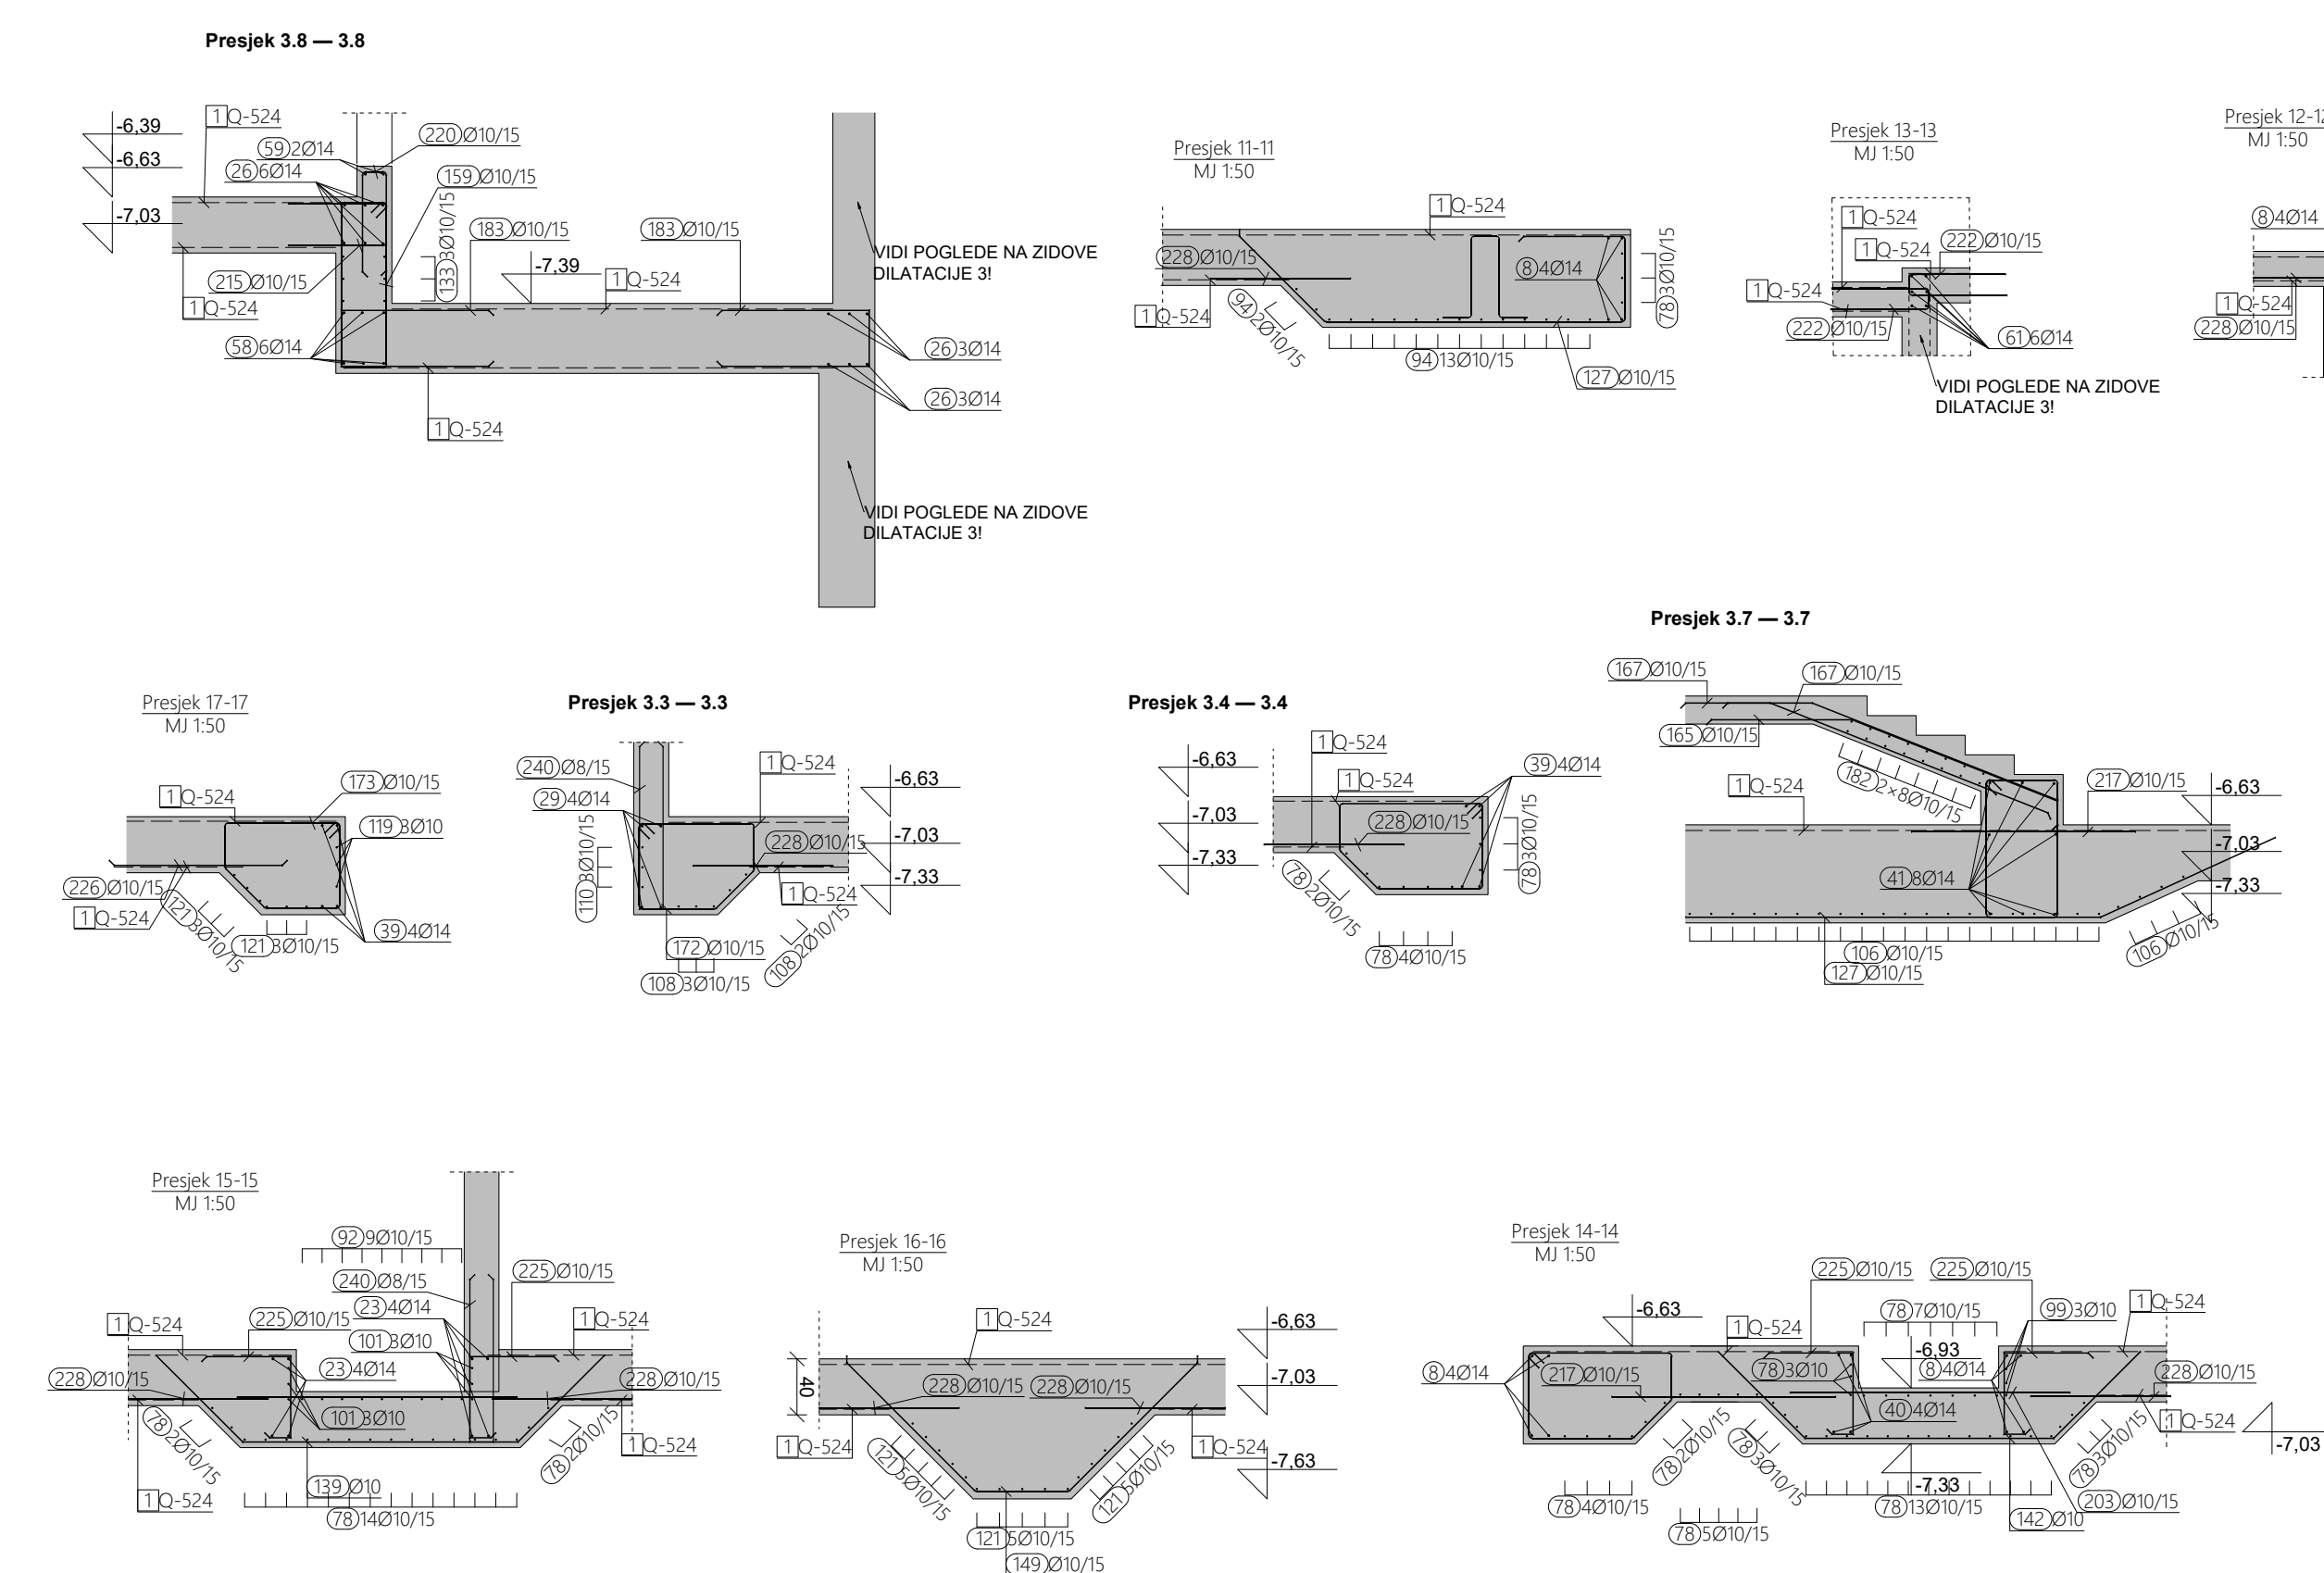 Presjek 3.8 — 3.8
-6,39
-6,63
-7,03
1 Q-524
59 2Ø14
26 6Ø14
220 Ø10/15
159 Ø10/15
133 3Ø10/15
183 Ø10/15
183 Ø10/15
-7,39
1 Q-524
215 Ø10/15
1 Q-524
58 6Ø14
26 3Ø14
26 3Ø14
1 Q-524
VIDI POGLEDE NA ZIDOVE
DILATACIJE 3!
VIDI POGLEDE NA ZIDOVE
DILATACIJE 3!
Presjek 11-11
MJ 1:50
1 Q-524
228 Ø10/15
8 4Ø14
78 3Ø10/15
1 Q-524
94 2Ø10/15
94 13Ø10/15
127 Ø10/15
Presjek 13-13
MJ 1:50
1 Q-524
1 Q-524
222 Ø10/15
1 Q-524
222 Ø10/15
61 6Ø14
VIDI POGLEDE NA ZIDOVE
DILATACIJE 3!
Presjek 12-12
MJ 1:50
8 4Ø14
1 Q-524
228 Ø10/15
Presjek 17-17
MJ 1:50
1 Q-524
173 Ø10/15
119 3Ø10
226 Ø10/15
1 Q-524
121 3Ø10/15
121 3Ø10/15
39 4Ø14
Presjek 3.3 — 3.3
240 Ø8/15
29 4Ø14
1 Q-524
-6,63
110 3Ø10/15
228 Ø10/15
-7,03
1 Q-524
-7,33
172 Ø10/15
108 3Ø10/15
108 2Ø10/15
Presjek 3.4 — 3.4
-6,63
-7,03
-7,33
1 Q-524
1 Q-524
39 4Ø14
228 Ø10/15
78 3Ø10/15
78 2Ø10/15
78 4Ø10/15
Presjek 3.7 — 3.7
167 Ø10/15
167 Ø10/15
165 Ø10/15
182 2×8Ø10/15
1 Q-524
217 Ø10/15
-6,63
-7,03
-7,33
41 8Ø14
106 Ø10/15
127 Ø10/15
106 Ø10/15
Presjek 15-15
MJ 1:50
92 9Ø10/15
240 Ø8/15
225 Ø10/15
1 Q-524
225 Ø10/15
23 4Ø14
1 Q-524
101 3Ø10
23 4Ø14
228 Ø10/15
228 Ø10/15
101 3Ø10
78 2Ø10/15
78 2Ø10/15
1 Q-524
139 Ø10
1 Q-524
78 14Ø10/15
Presjek 16-16
MJ 1:50
1 Q-524
-6,63
40
228 Ø10/15
228 Ø10/15
-7,03
1 Q-524
1 Q-524
-7,63
121 5Ø10/15
121 5Ø10/15
121 5Ø10/15
149 Ø10/15
Presjek 14-14
MJ 1:50
225 Ø10/15
225 Ø10/15
-6,63
78 7Ø10/15
99 3Ø10
1 Q-524
1 Q-524
-6,93
8 4Ø14
217 Ø10/15
78 3Ø10
8 4Ø14
228 Ø10/15
40 4Ø14
1 Q-524
-7,03
78 2Ø10/15
78 3Ø10/15
78 3Ø10/15
-7,33
78 4Ø10/15
78 13Ø10/15
203 Ø10/15
78 5Ø10/15
142 Ø10